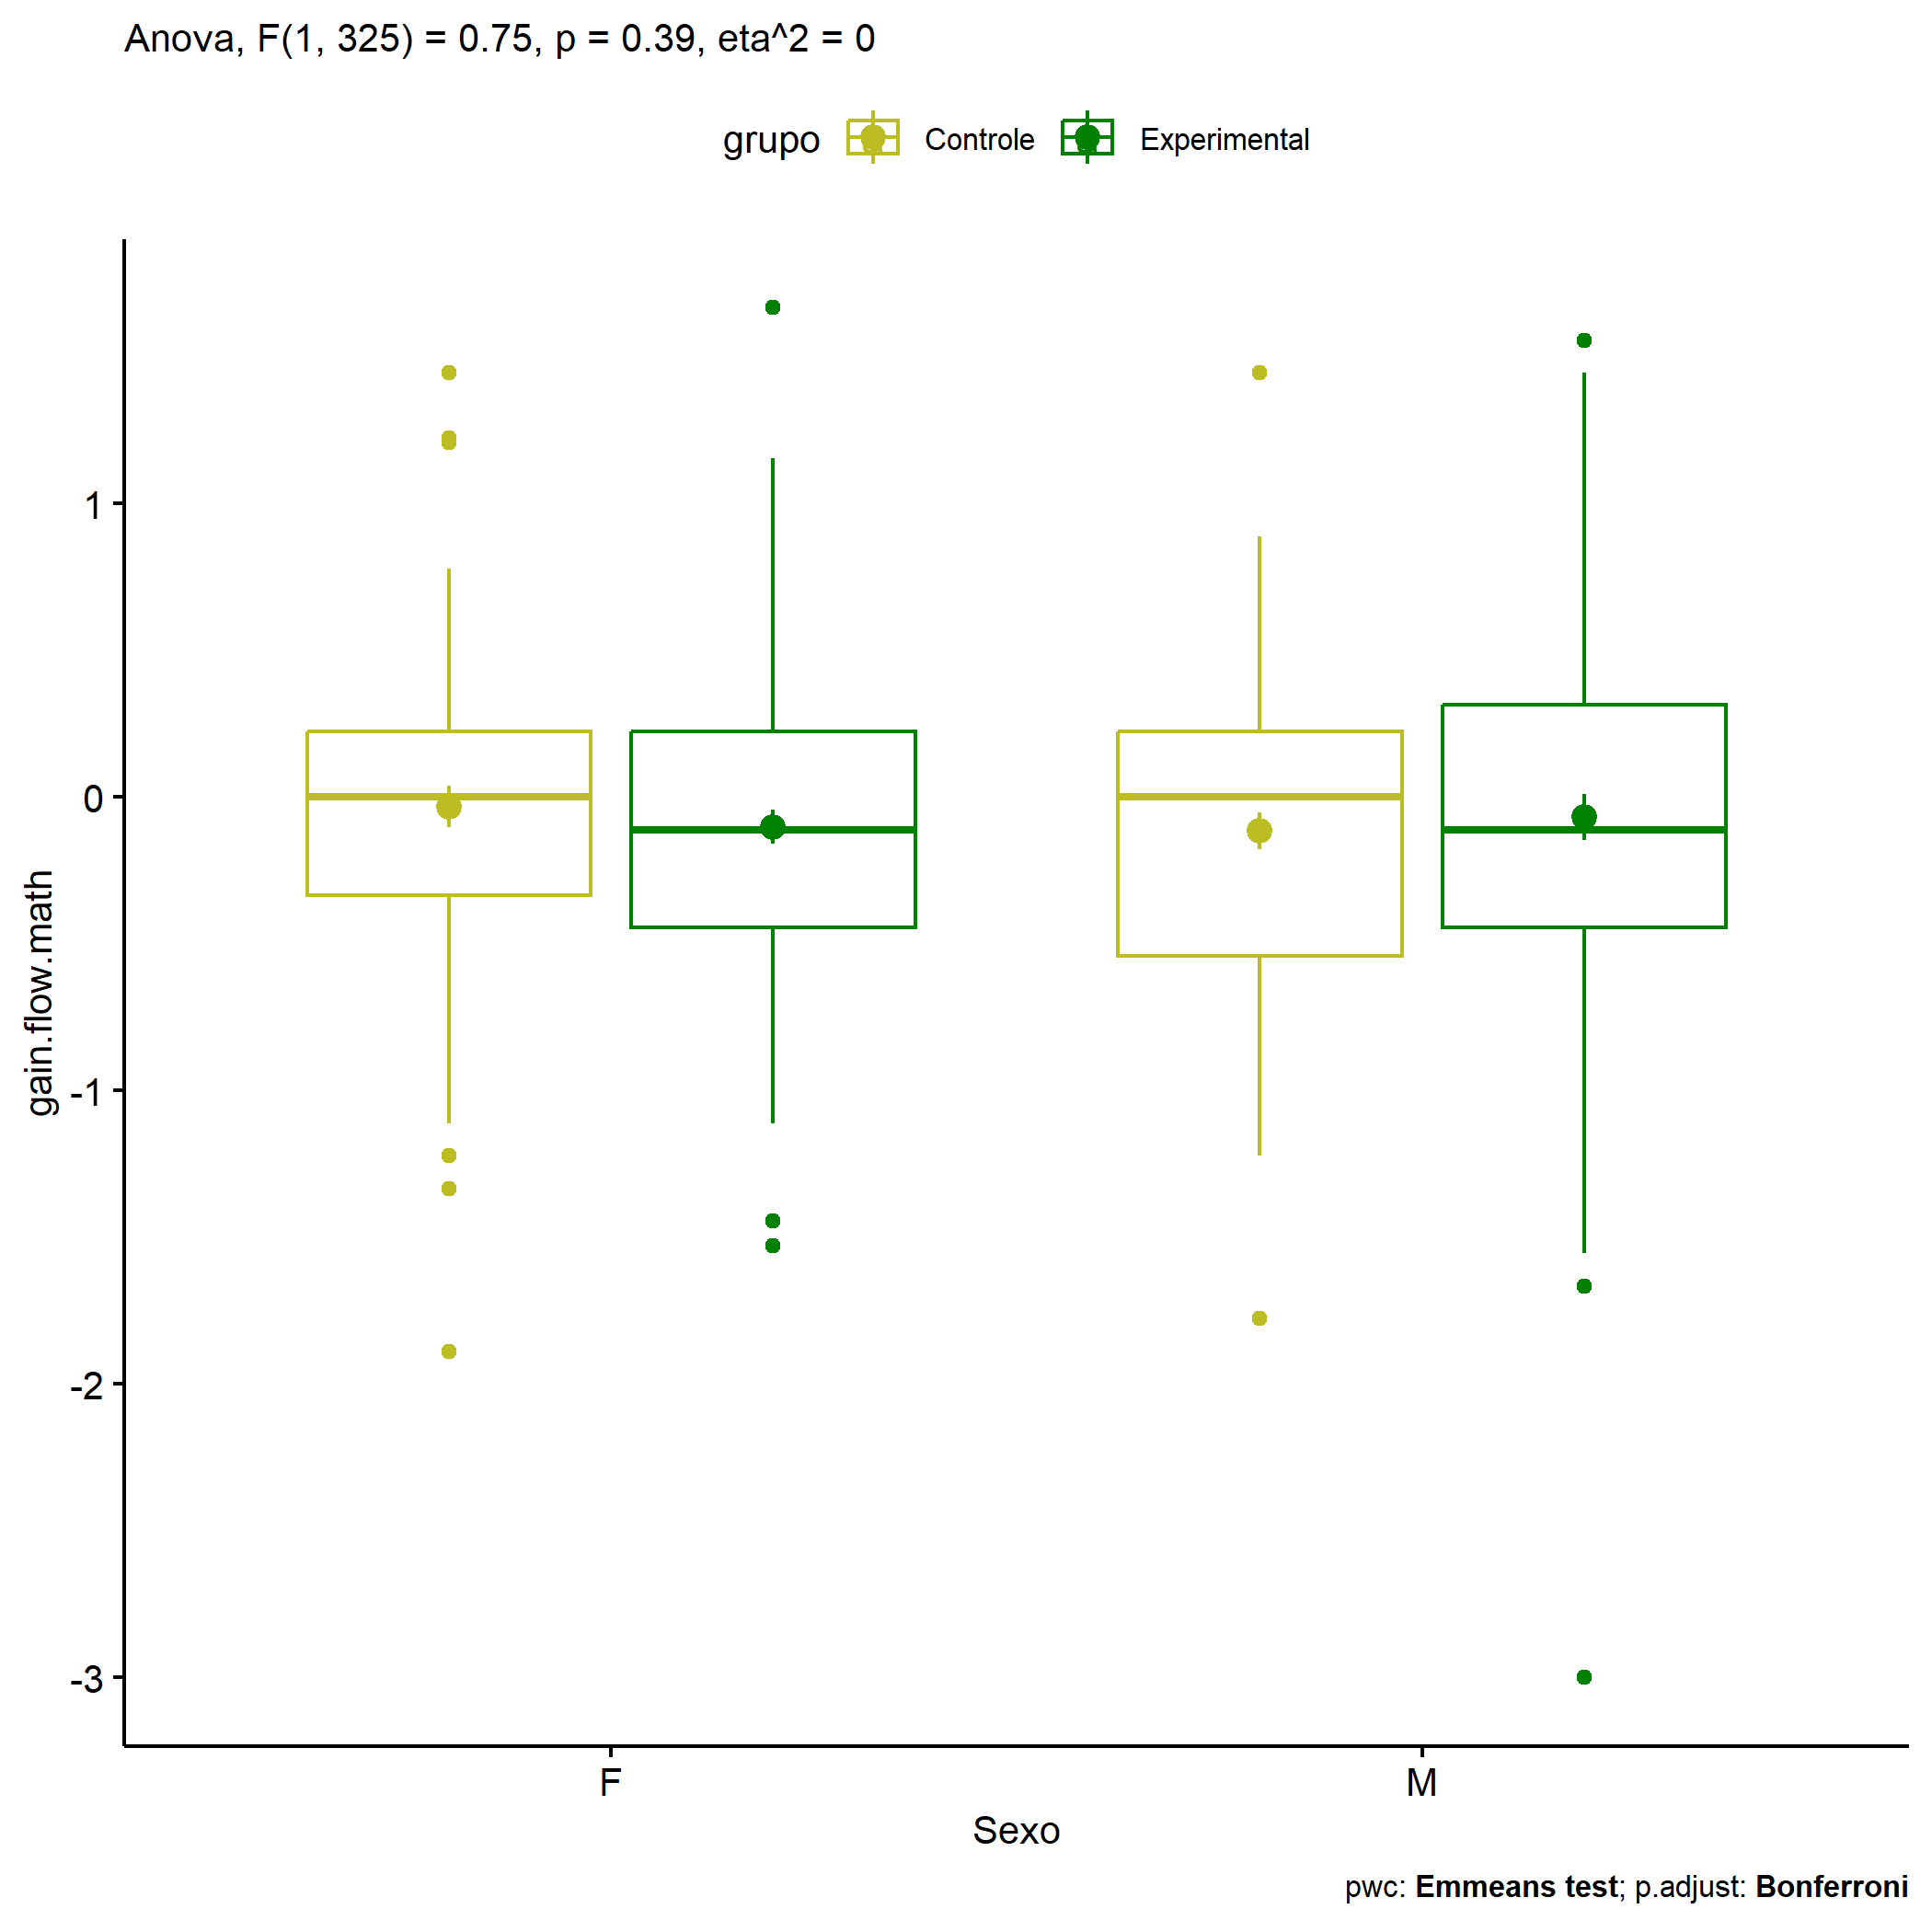 Anova, F(1, 325) = 0.75, p = 0.39, eta^2 = 0
grupo Controle Experimental
gain.flow.math
1
0
-1
-2
-3
F M
Sexo
pwc: Emmeans test; p.adjust: Bonferroni